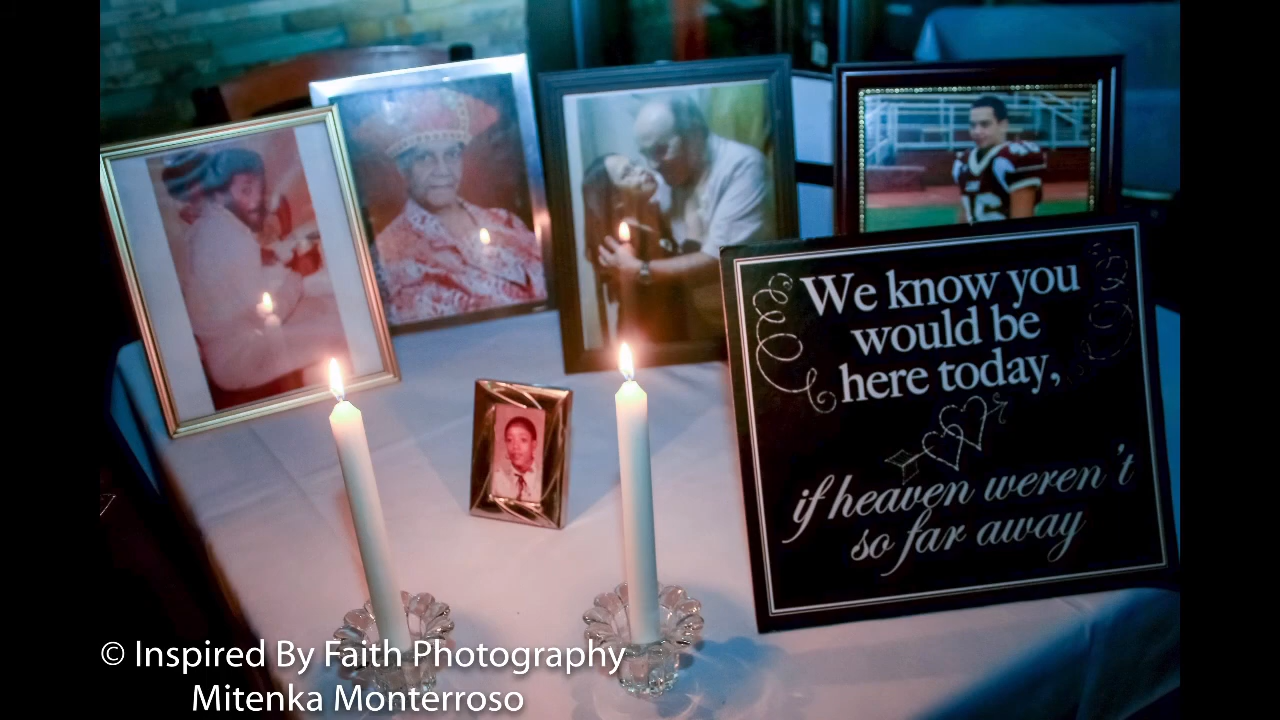 We know you
would be
here today,
if heaven weren't
so far away
© Inspired By Faith Photography
Mitenka Monterroso